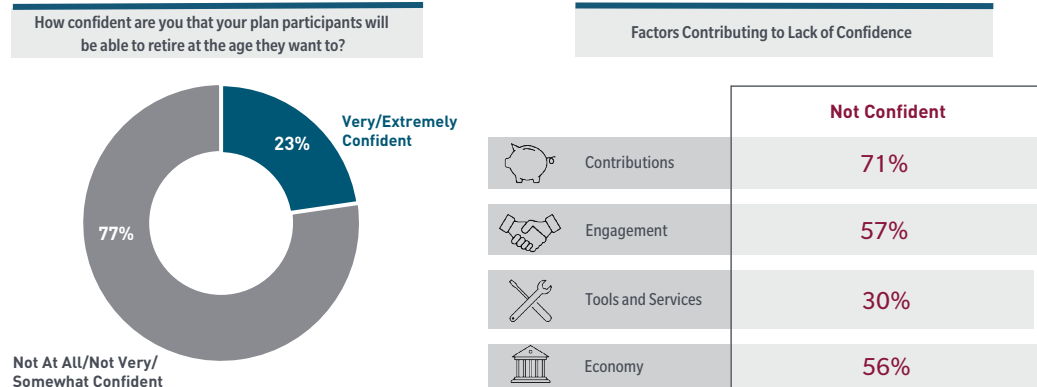 How confident are you that your plan participants will
be able to retire at the age they want to?
Very/Extremely
Confident
23%
77%
Not At All/Not Very/
Somewhat Confident
Factors Contributing to Lack of Confidence
Not Confident
Contributions 71%
Engagement 57%
Tools and Services 30%
Economy 56%